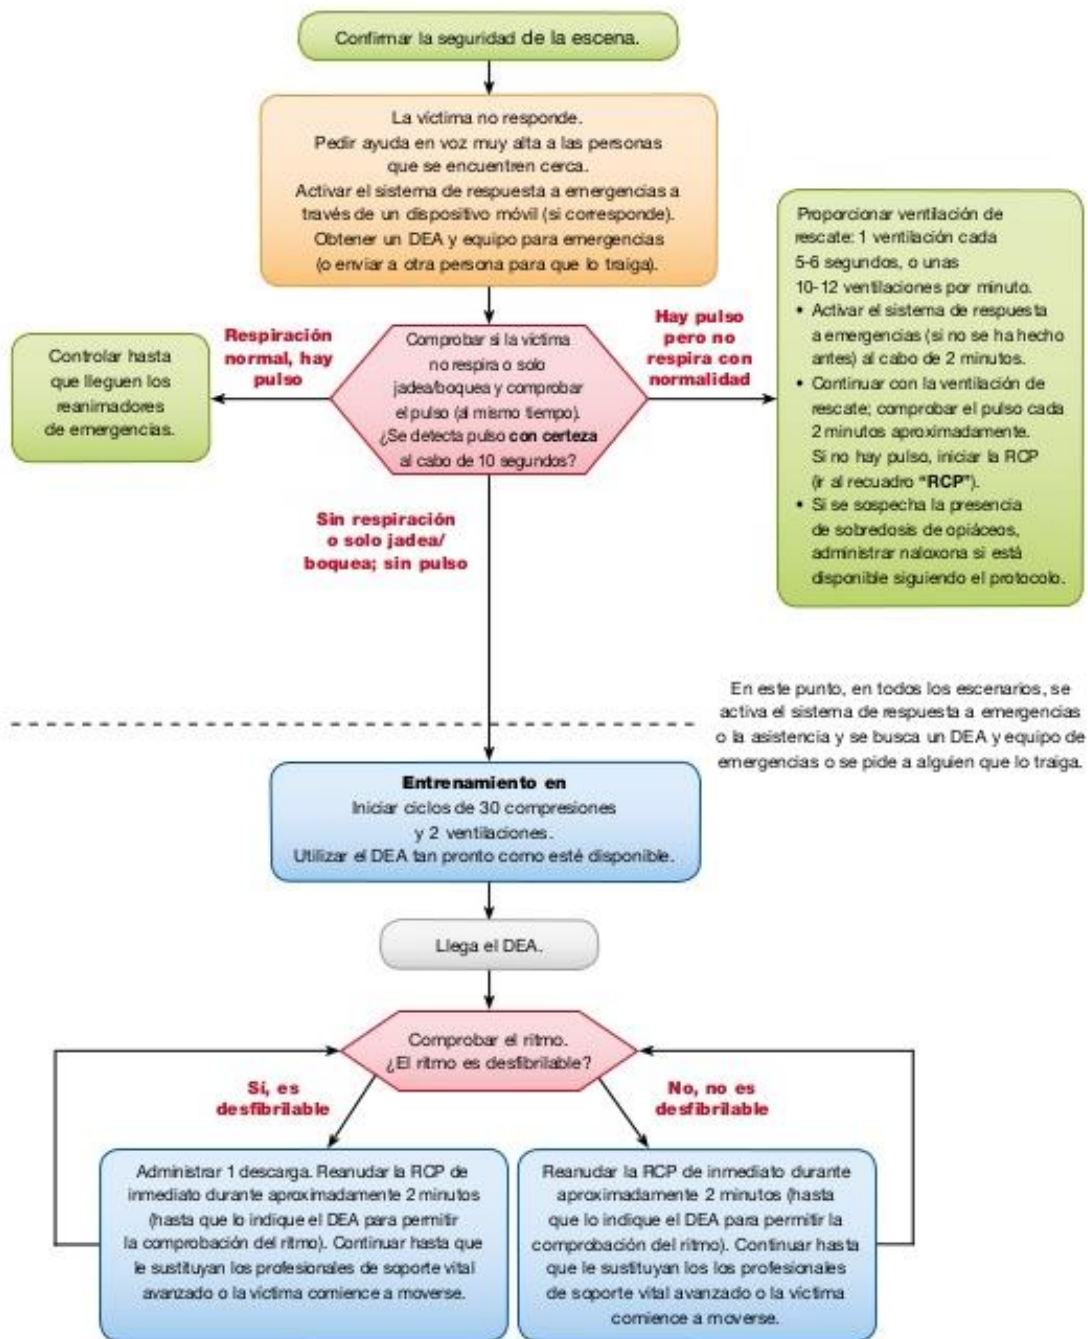 Confirmar la seguridad de la escena.
La víctima no responde.
Pedir ayuda en voz muy alta a las personas
que se encuentren cerca.
Activar el sistema de respuesta a emergencias a
través de un dispositivo móvil (si corresponde).
Obtener un DEA y equipo para emergencias
(o enviar a otra persona para que lo traiga).
Respiración
normal, hay
pulso
Controlar hasta
que lleguen los
reanimadores
de emergencias.
Comprobar si la víctima
no respira o solo
jadea/boquea y comprobar
el pulso (al mismo tiempo).
¿Se detecta pulso con certeza
al cabo de 10 segundos?
Hay pulso
pero no
respira con
normalidad
Proporcionar ventilación de
rescate: 1 ventilación cada
5-6 segundos, o unas
10-12 ventilaciones por minuto.
• Activar el sistema de respuesta
a emergencias (si no se ha hecho
antes) al cabo de 2 minutos.
• Continuar con la ventilación de
rescate; comprobar el pulso cada
2 minutos aproximadamente.
Si no hay pulso, iniciar la RCP
(ir al recuadro “RCP”).
• Si se sospecha la presencia
de sobredosis de opiáceos,
administrar naloxona si está
disponible siguiendo el protocolo.
Sin respiración
o solo jadea/
boquea; sin pulso
En este punto, en todos los escenarios, se
activa el sistema de respuesta a emergencias
o la asistencia y se busca un DEA y equipo de
emergencias o se pide a alguien que lo traiga.
Entrenamiento en
Iniciar ciclos de 30 compresiones
y 2 ventilaciones.
Utilizar el DEA tan pronto como esté disponible.
Llega el DEA.
Comprobar el ritmo.
¿El ritmo es desfibrilable?
Sí, es
desfibrilable
No, no es
desfibrilable
Administrar 1 descarga. Reanudar la RCP de
inmediato durante aproximadamente 2 minutos
(hasta que lo indique el DEA para permitir
la comprobación del ritmo). Continuar hasta que
le sustituyan los profesionales de soporte vital
avanzado o la víctima comience a moverse.
Reanudar la RCP de inmediato durante
aproximadamente 2 minutos (hasta
que lo indique el DEA para permitir la
comprobación del ritmo). Continuar hasta
que le sustituyan los los profesionales
de soporte vital avanzado o la víctima
comience a moverse.